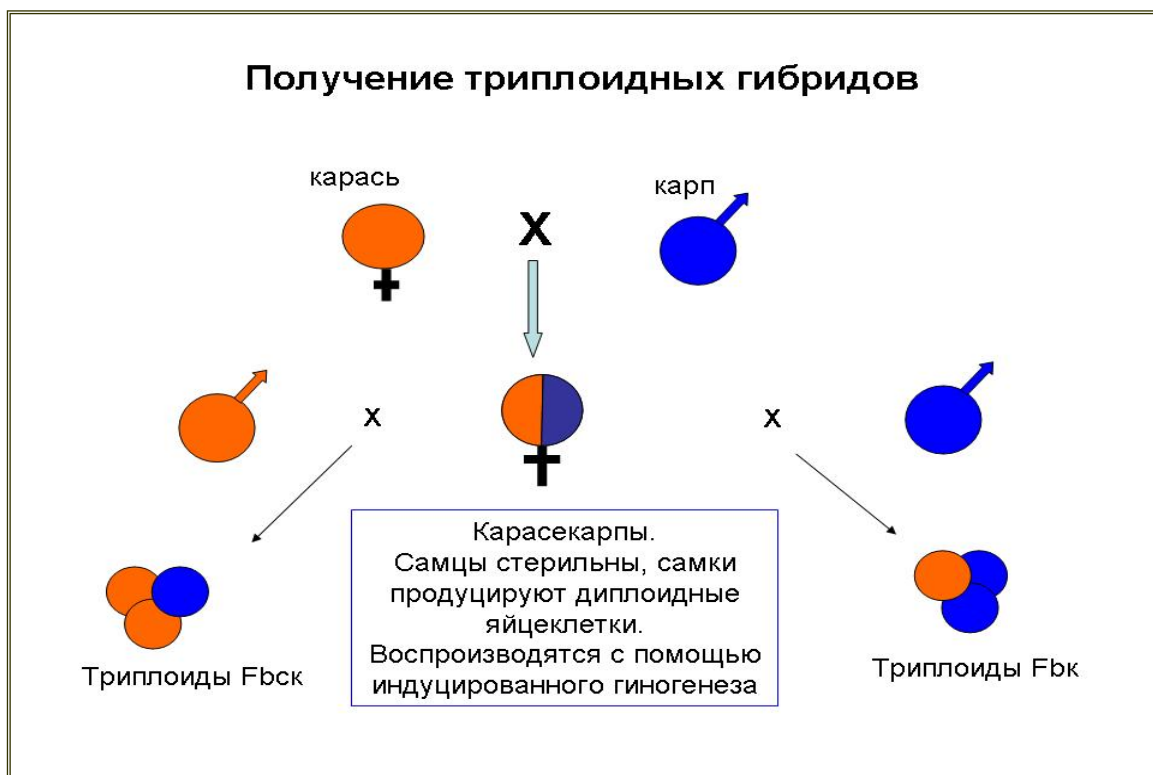 Получение триплоидных гибридов
карась
карп
X
x
x
Карасекарпы.
Самцы стерильны, самки
продуцируют диплоидные
яйцеклетки.
Воспроизводятся с помощью
индуцированного гиногенеза
Триплоиды Fbcк
Триплоиды Fbк